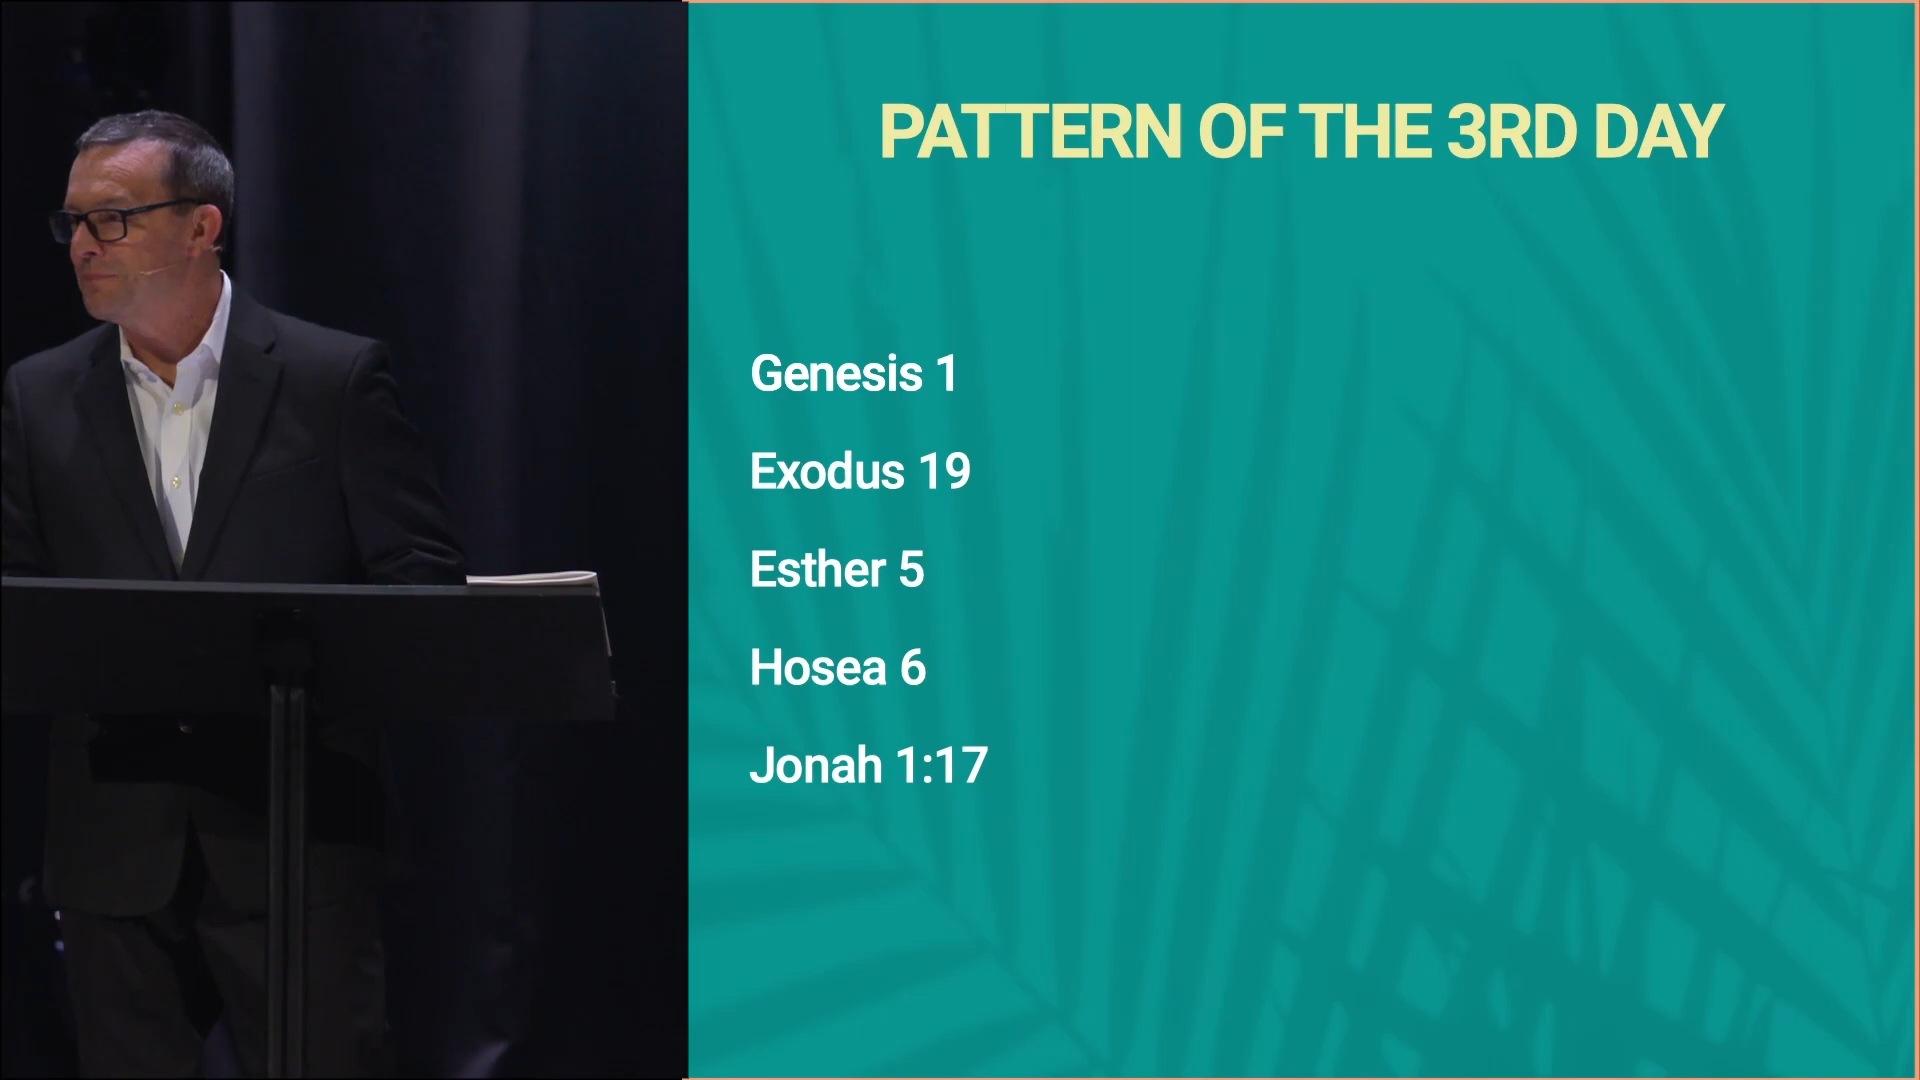 PATTERN OF THE 3RD DAY
Genesis 1
Exodus 19
Esther 5
Hosea 6
Jonah 1:17